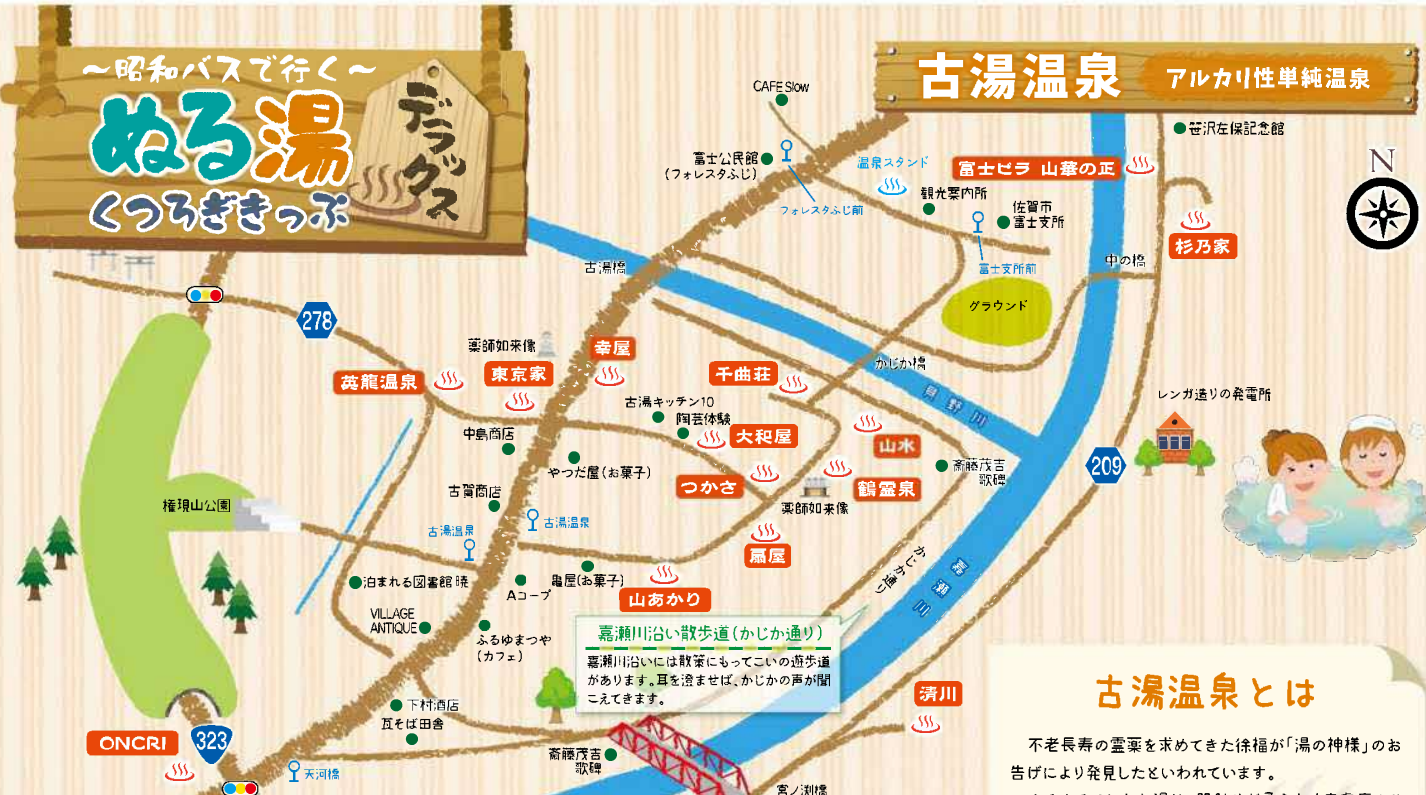 ～昭和バスで行く～
ぬる湯
デラックス
くつろぎきっぷ
古湯温泉
アルカリ性単純温泉
CAFE Slow
富士公民館
(フォレスタふじ)
フォレスタふじ前
温泉スタンド
観光案内所
富士ビラ 山華の正
佐賀市
富士支所
富士支所前
笹沢左保記念館
杉乃家
N
中の橋
グラウンド
古湯橋
かじか橋
貝野川
278
薬師如来像
幸屋
東京家
英龍温泉
千曲荘
古湯キッチン10
陶芸体験
大和屋
山水
中島商店
やつだ屋(お菓子)
つかさ
鶴霊泉
薬師如来像
斎藤茂吉
歌碑
209
レンガ造りの発電所
権現山公園
古賀商店
古湯温泉
古湯温泉
扇屋
かじか通り
嘉瀬川
泊まれる図書館 暁
Aコープ
亀屋(お菓子)
山あかり
VILLAGE
ANTIQUE
ふるゆまつや
(カフェ)
嘉瀬川沿い散歩道(かじか通り)
嘉瀬川沿いには散策にもってこいの遊歩道
があります。耳を澄ませば、かじかの声が聞
こえてきます。
下村酒店
瓦そば田舎
ONCRI
323
天河橋
斎藤茂吉
歌碑
済川
宮ノ渕橋
古湯温泉とは
不老長寿の霊薬を求めてきた徐福が「湯の神様」のお
告げにより発見したといわれています。